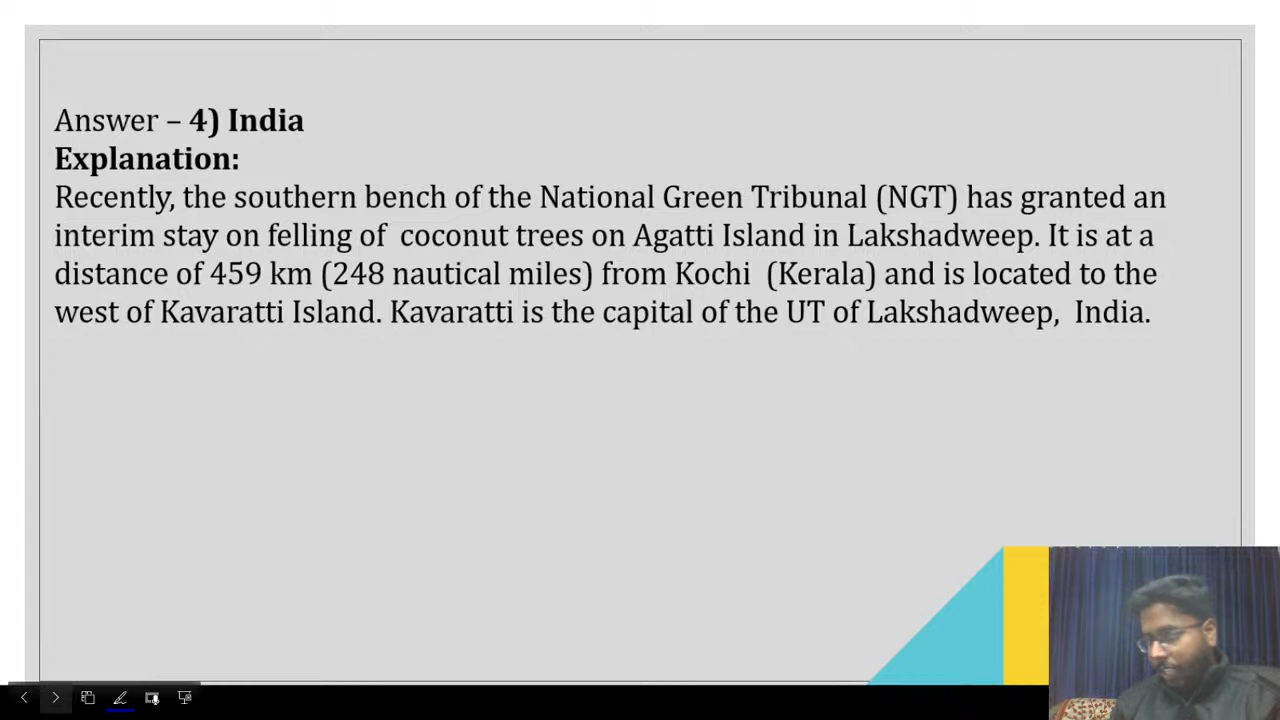 Answer – 4) India
Explanation:
Recently, the southern bench of the National Green Tribunal (NGT) has granted an
interim stay on felling of coconut trees on Agatti Island in Lakshadweep. It is at a
distance of 459 km (248 nautical miles) from Kochi (Kerala) and is located to the
west of Kavaratti Island. Kavaratti is the capital of the UT of Lakshadweep, India.